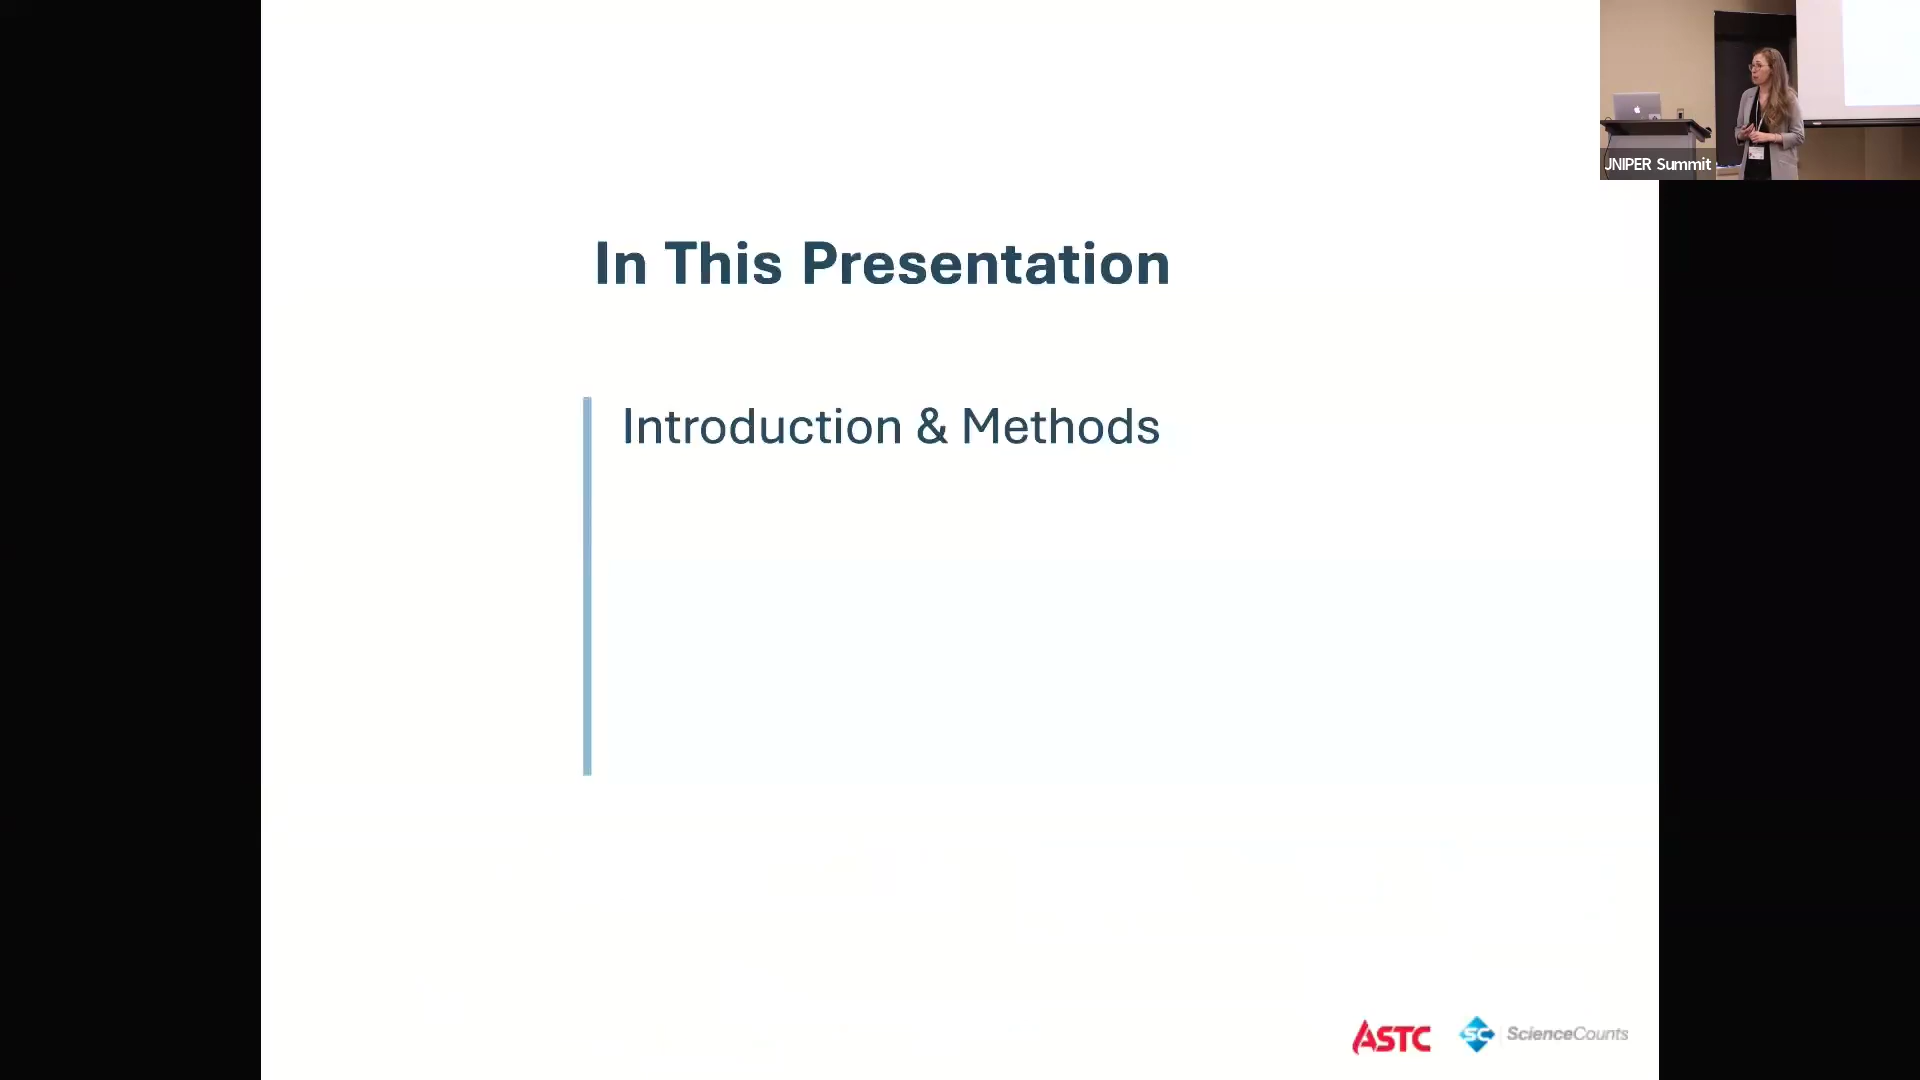 JNIPER Summit
In This Presentation
Introduction & Methods
ASTC
SC ScienceCounts